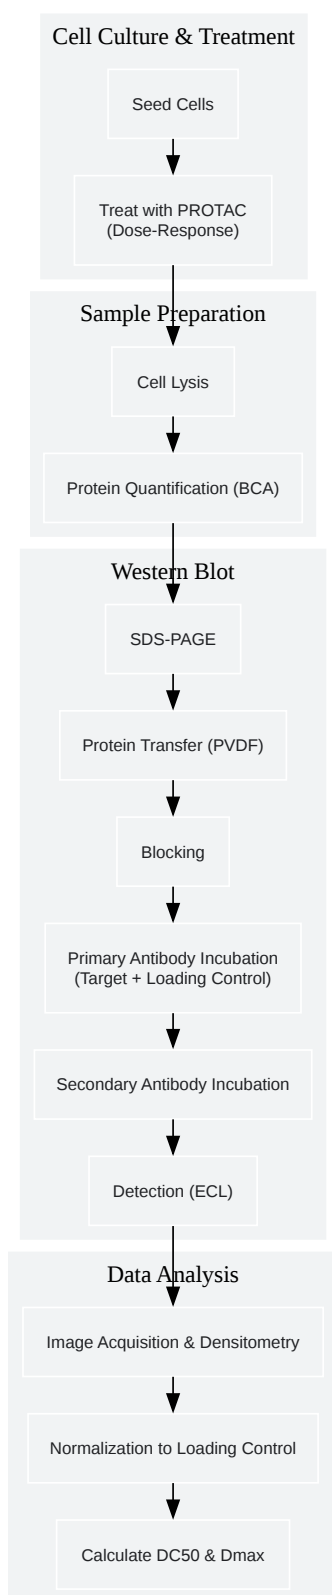 Cell Culture & Treatment
Seed Cells
Treat with PROTAC
(Dose-Response)
Sample Preparation
Cell Lysis
Protein Quantification (BCA)
Western Blot
SDS-PAGE
Protein Transfer (PVDF)
Blocking
Primary Antibody Incubation
(Target + Loading Control)
Secondary Antibody Incubation
Detection (ECL)
Data Analysis
Image Acquisition & Densitometry
Normalization to Loading Control
Calculate DC50 & Dmax